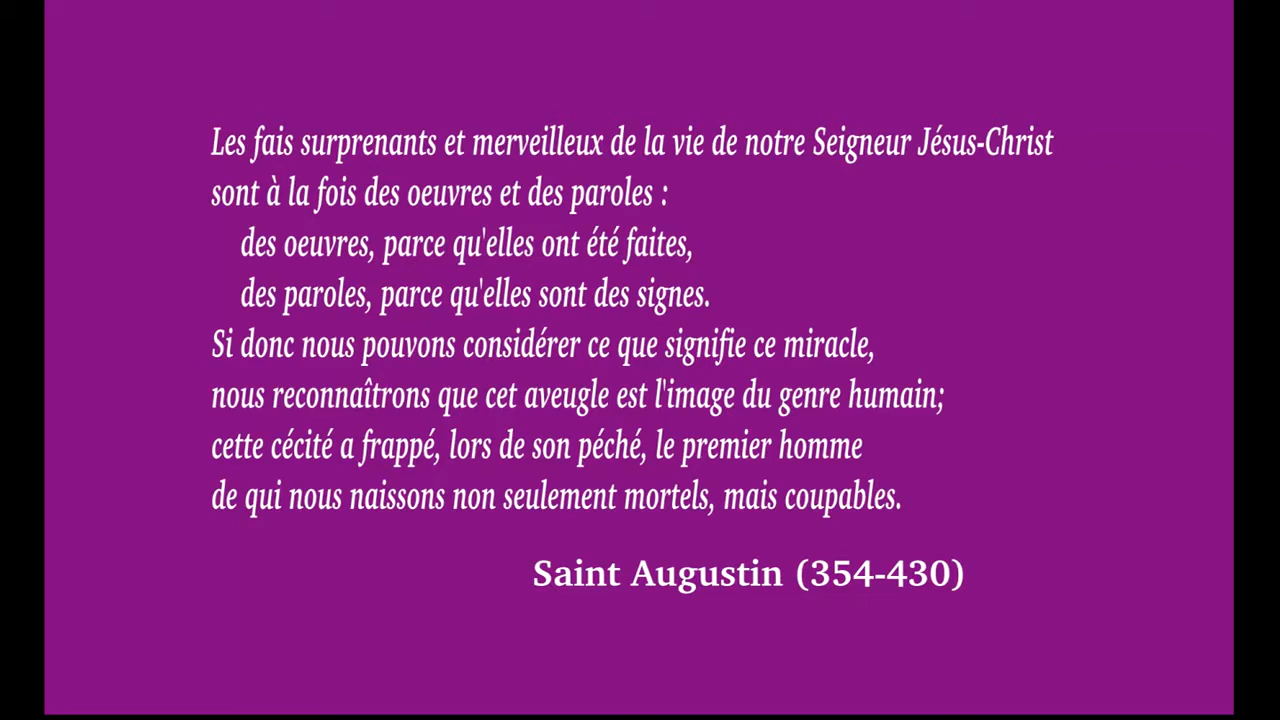 Les fais surprenants et merveilleux de la vie de notre Seigneur Jésus-Christ
sont à la fois des oeuvres et des paroles :
des oeuvres, parce qu'elles ont été faites,
des paroles, parce qu'elles sont des signes.
Si donc nous pouvons considérer ce que signifie ce miracle,
nous reconnaîtrons que cet aveugle est l'image du genre humain;
cette cécité a frappé, lors de son péché, le premier homme
de qui nous naissons non seulement mortels, mais coupables.
Saint Augustin (354-430)